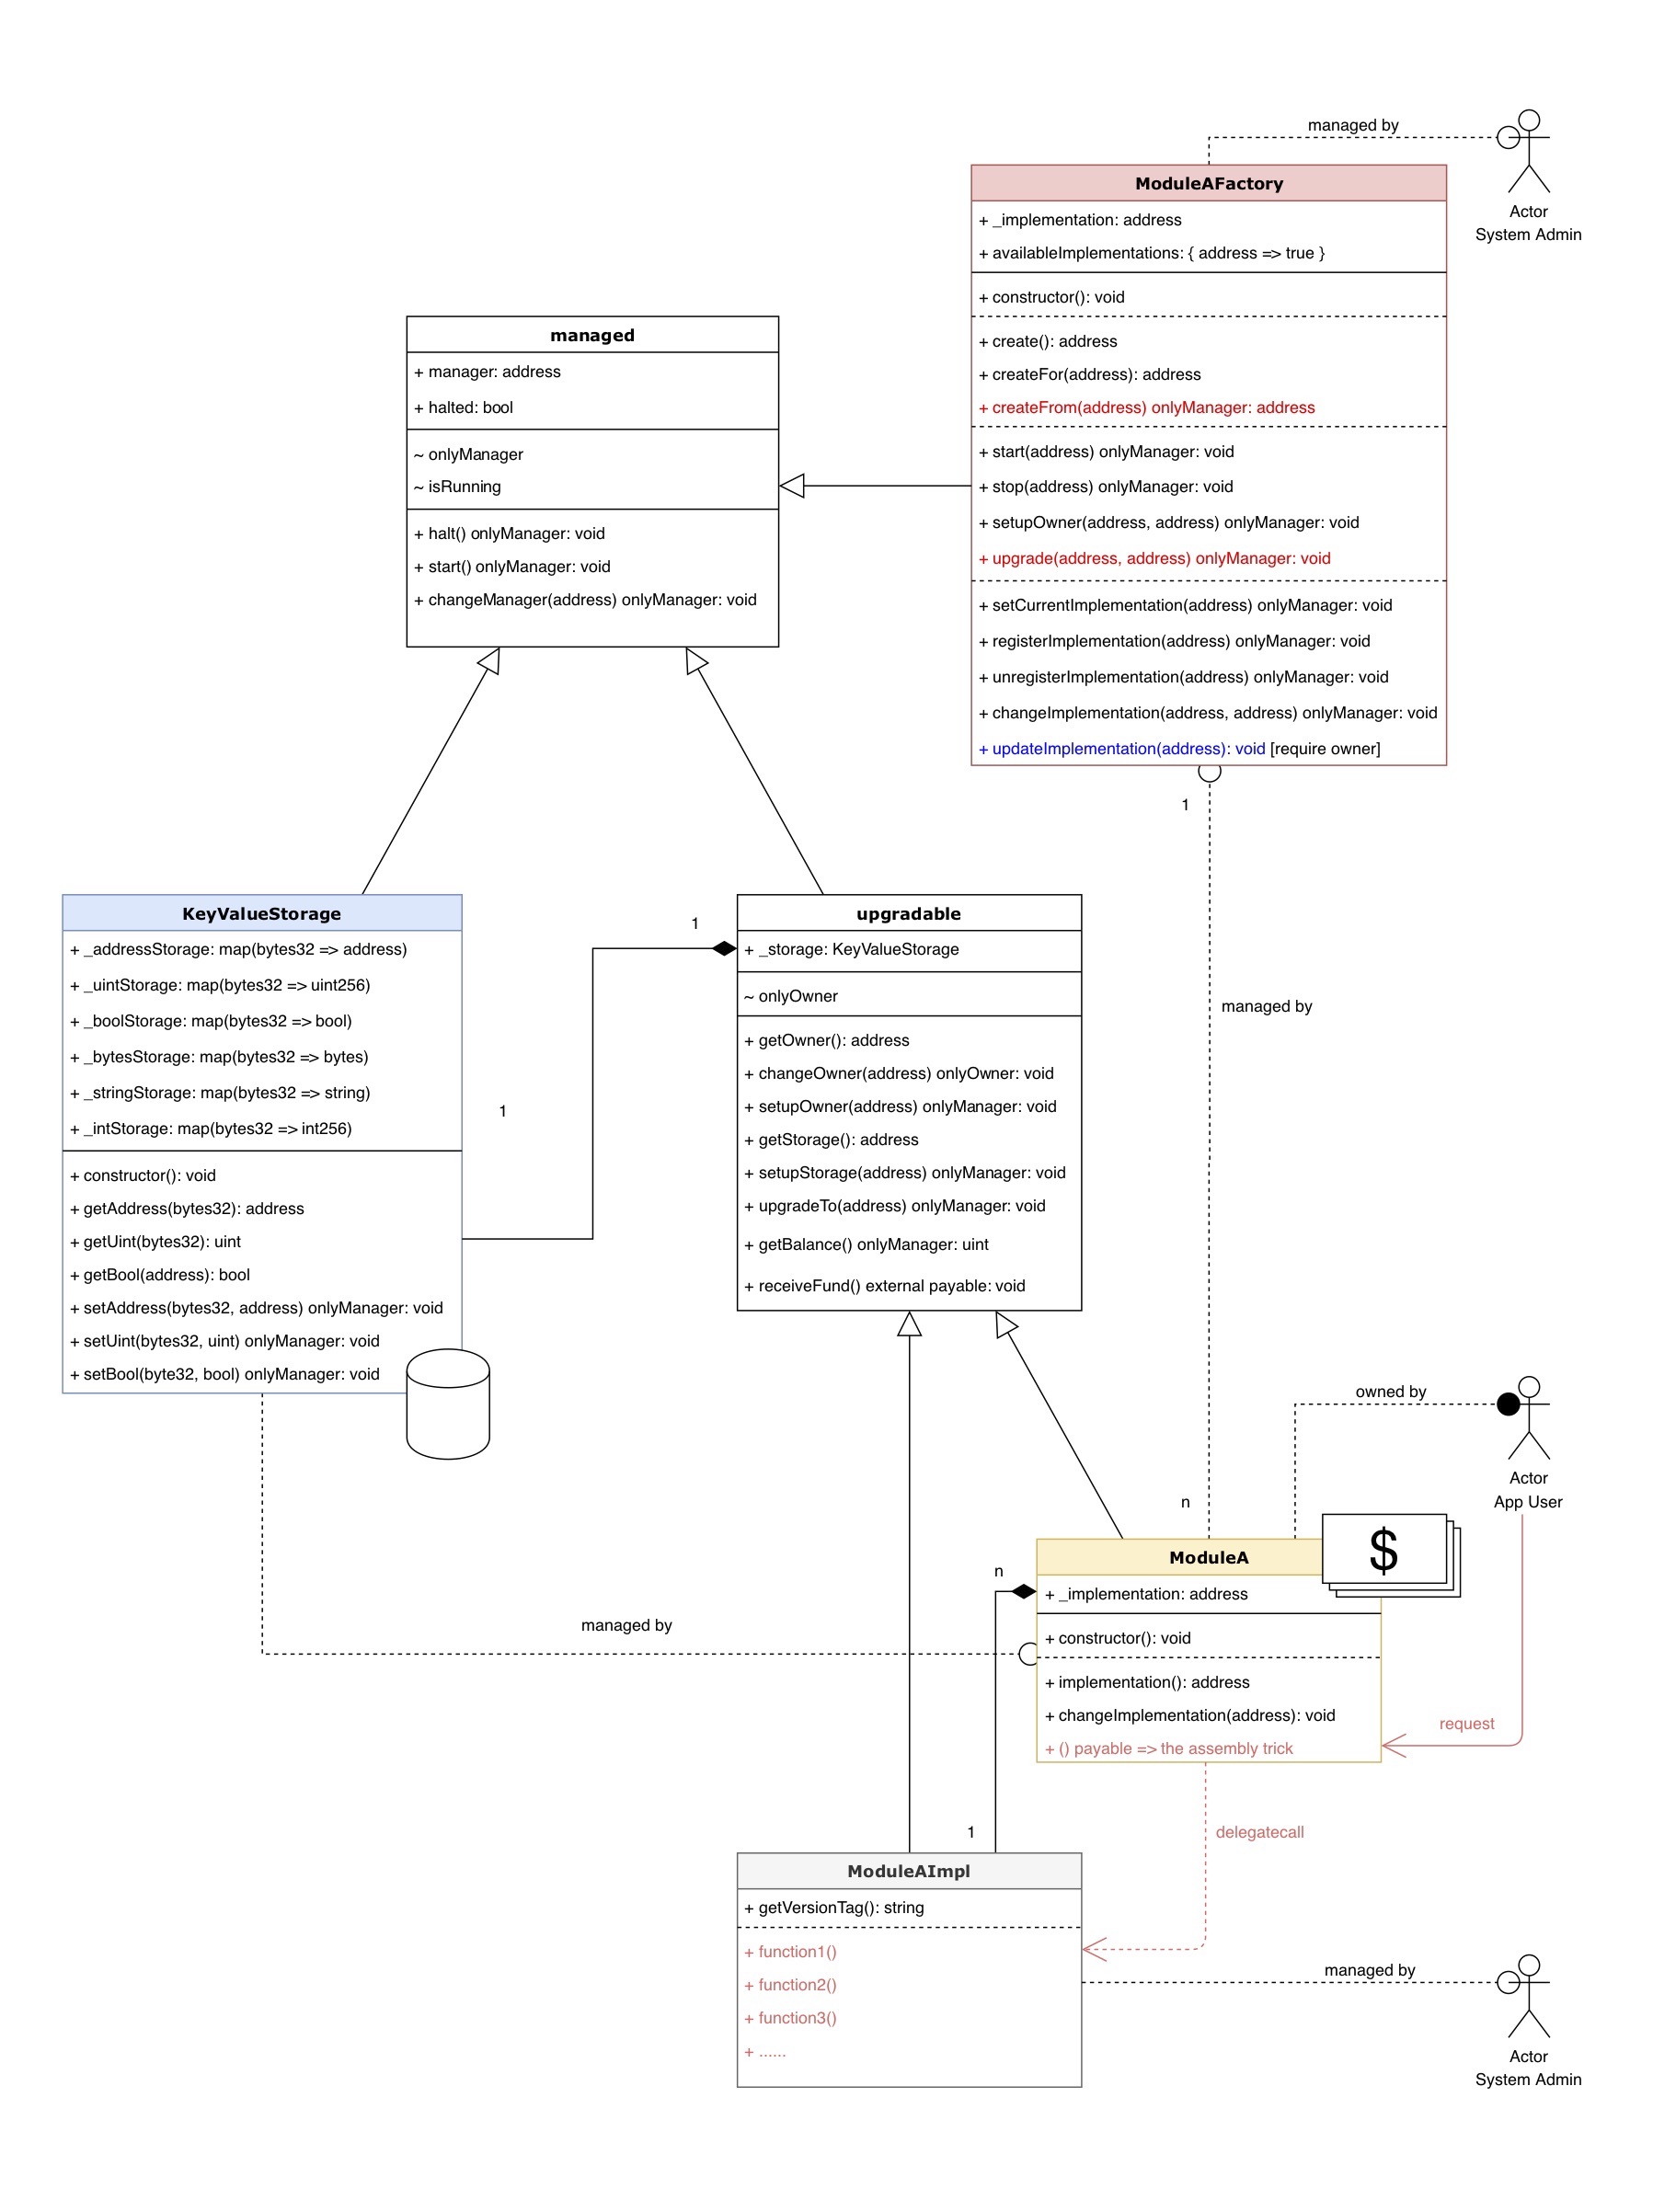 managed by
Actor
System Admin
ModuleAFactory
+ _implementation: address
+ availableImplementations: { address => true }
+ constructor(): void
+ create(): address
+ createFor(address): address
+ createFrom(address) onlyManager: address
+ start(address) onlyManager: void
+ stop(address) onlyManager: void
+ setupOwner(address, address) onlyManager: void
+ upgrade(address, address) onlyManager: void
+ setCurrentImplementation(address) onlyManager: void
+ registerImplementation(address) onlyManager: void
+ unregisterImplementation(address) onlyManager: void
+ changeImplementation(address, address) onlyManager: void
+ updateImplementation(address): void [require owner]
managed
+ manager: address
+ halted: bool
~ onlyManager
~ isRunning
+ halt() onlyManager: void
+ start() onlyManager: void
+ changeManager(address) onlyManager: void
1
managed by
n
KeyValueStorage
+ _addressStorage: map(bytes32 => address)
+ _uintStorage: map(bytes32 => uint256)
+ _boolStorage: map(bytes32 => bool)
+ _bytesStorage: map(bytes32 => bytes)
+ _stringStorage: map(bytes32 => string)
+ _intStorage: map(bytes32 => int256)
+ constructor(): void
+ getAddress(bytes32): address
+ getUint(bytes32): uint
+ getBool(address): bool
+ setAddress(bytes32, address) onlyManager: void
+ setUint(bytes32, uint) onlyManager: void
+ setBool(byte32, bool) onlyManager: void
1
1
upgradable
+ _storage: KeyValueStorage
~ onlyOwner
+ getOwner(): address
+ changeOwner(address) onlyOwner: void
+ setupOwner(address) onlyManager: void
+ getStorage(): address
+ setupStorage(address) onlyManager: void
+ upgradeTo(address) onlyManager: void
+ getBalance() onlyManager: uint
+ receiveFund() external payable: void
owned by
Actor
App User
$
ModuleA
+ _implementation: address
+ constructor(): void
+ implementation(): address
+ changeImplementation(address): void
+ () payable => the assembly trick
n
managed by
request
1
delegatecall
ModuleAImpl
+ getVersionTag(): string
+ function1()
+ function2()
+ function3()
+ ......
managed by
Actor
System Admin